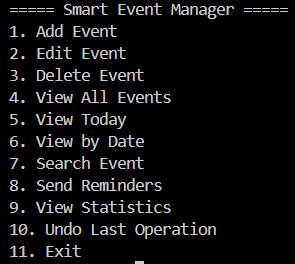 ===== Smart Event Manager =====
1. Add Event
2. Edit Event
3. Delete Event
4. View All Events
5. View Today
6. View by Date
7. Search Event
8. Send Reminders
9. View Statistics
10. Undo Last Operation
11. Exit